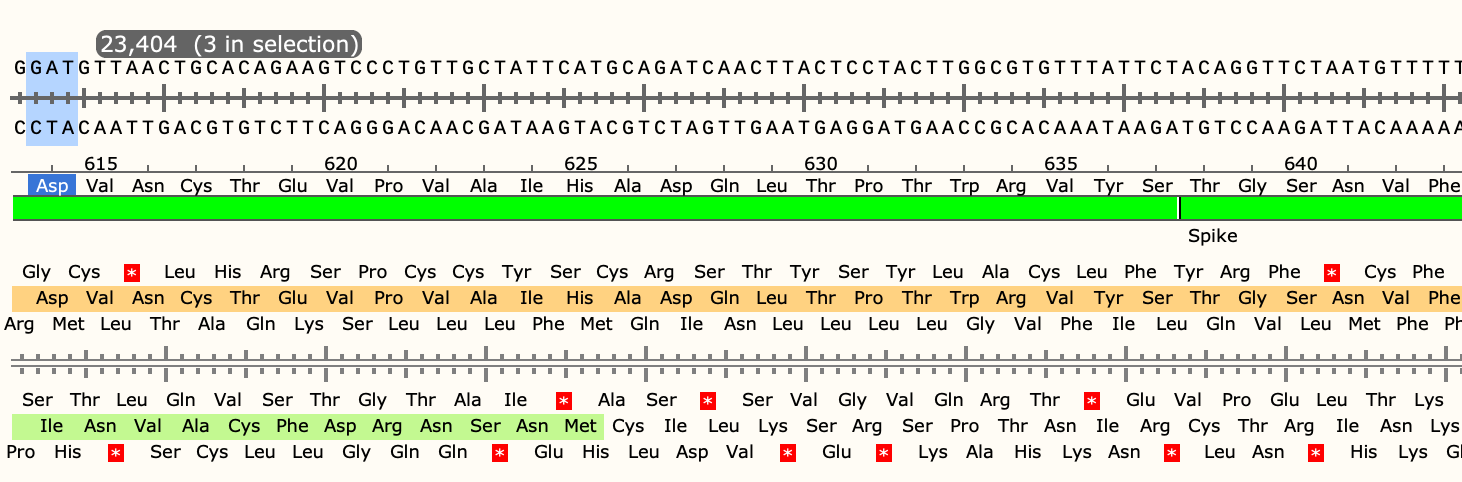 23,404 (3 in selection)
GGATGTTAACTGCACAGAAGTCCCTGTTGCTATTCATGCAGATCAACTTACTCCTACTTGGCGTGTTTATTCTACAGGTTCTAATGTTTTT
CCTACAATTGACGTGTCTTCAGGGACAACGATAAGTACGTCTAGTTGAATGAGGATGAACCGCACAAATAAGATGTCCAAGATTACAAAAA
615 620 625 630 635 640
Asp Val Asn Cys Thr Glu Val Pro Val Ala Ile His Ala Asp Gln Leu Thr Pro Thr Trp Arg Val Tyr Ser Thr Gly Ser Asn Val Phe
Spike
Gly Cys * Leu His Arg Ser Pro Cys Cys Tyr Ser Cys Arg Ser Thr Tyr Ser Tyr Leu Ala Cys Leu Phe Tyr Arg Phe * Cys Phe
Asp Val Asn Cys Thr Glu Val Pro Val Ala Ile His Ala Asp Gln Leu Thr Pro Thr Trp Arg Val Tyr Ser Thr Gly Ser Asn Val Phe
Arg Met Leu Thr Ala Gln Lys Ser Leu Leu Leu Phe Met Gln Ile Asn Leu Leu Leu Leu Gly Val Phe Ile Leu Gln Val Leu Met Phe Ph
Ser Thr Leu Gln Val Ser Thr Gly Thr Ala Ile * Ala Ser * Ser Val Gly Val Gln Arg Thr * Glu Val Pro Glu Leu Thr Lys
Ile Asn Val Ala Cys Phe Asp Arg Asn Ser Asn Met Cys Ile Leu Lys Ser Arg Ser Pro Thr Asn Ile Arg Cys Thr Arg Ile Asn Lys
Pro His * Ser Cys Leu Leu Gly Gln Gln * Glu His Leu Asp Val * Glu * Lys Ala His Lys Asn * Leu Asn * His Lys Gl